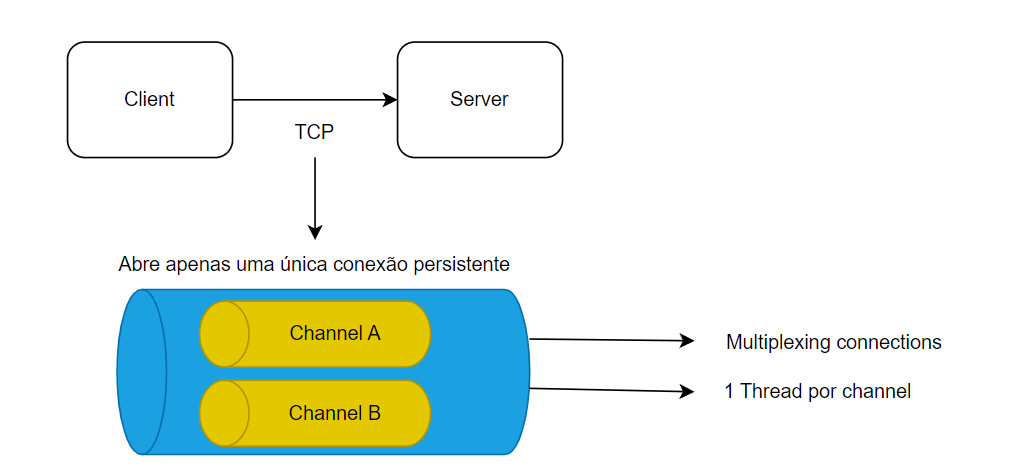 Client
Server
TCP
Abre apenas uma única conexão persistente
Channel A
Multiplexing connections
1 Thread por channel
Channel B